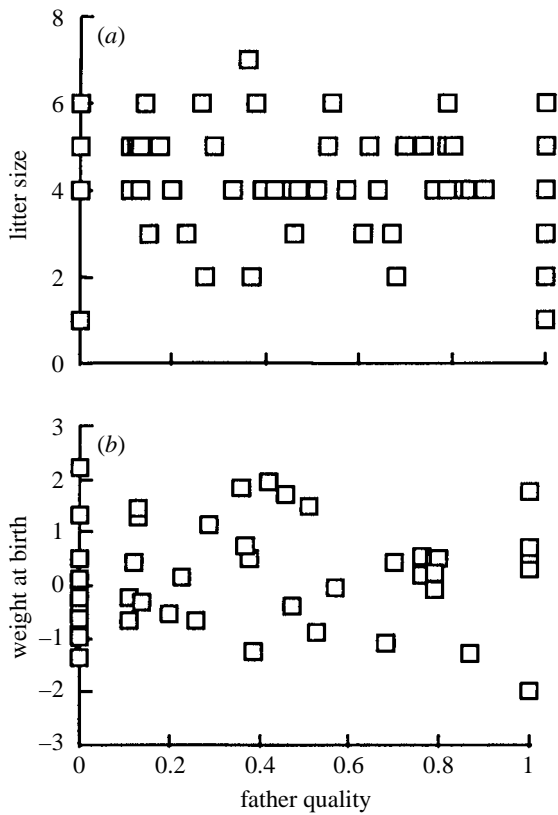 8
(a)
6
4
2
0
litter size
3
(b)
2
1
0
–1
–2
–3
weight at birth
0 0.2 0.4 0.6 0.8 1
father quality